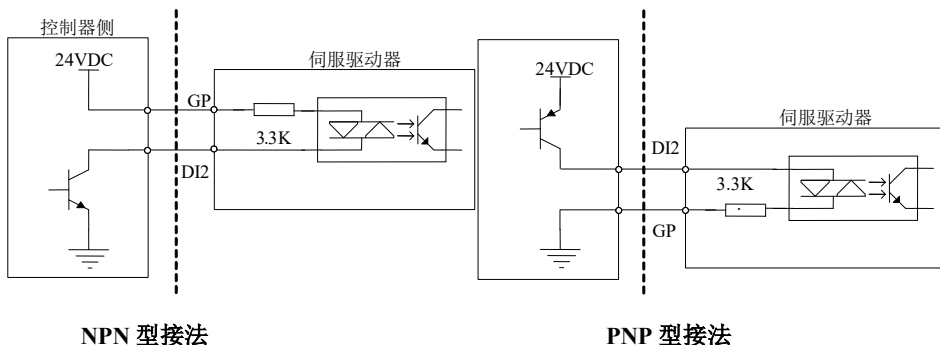 控制器侧
24VDC
伺服驱动器
GP
3.3K
DI2
NPN 型接法
24VDC
伺服驱动器
DI2
3.3K
GP
PNP 型接法